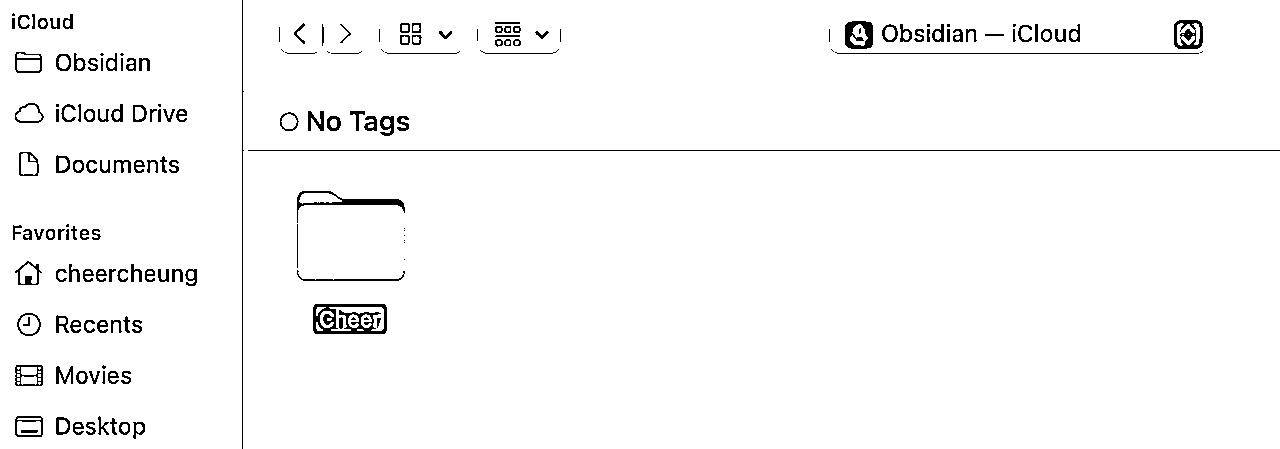 iCloud
Obsidian
iCloud Drive
Documents
Favorites
cheercheung
Recents
Movies
Desktop
Obsidian — iCloud
No Tags
Cheer